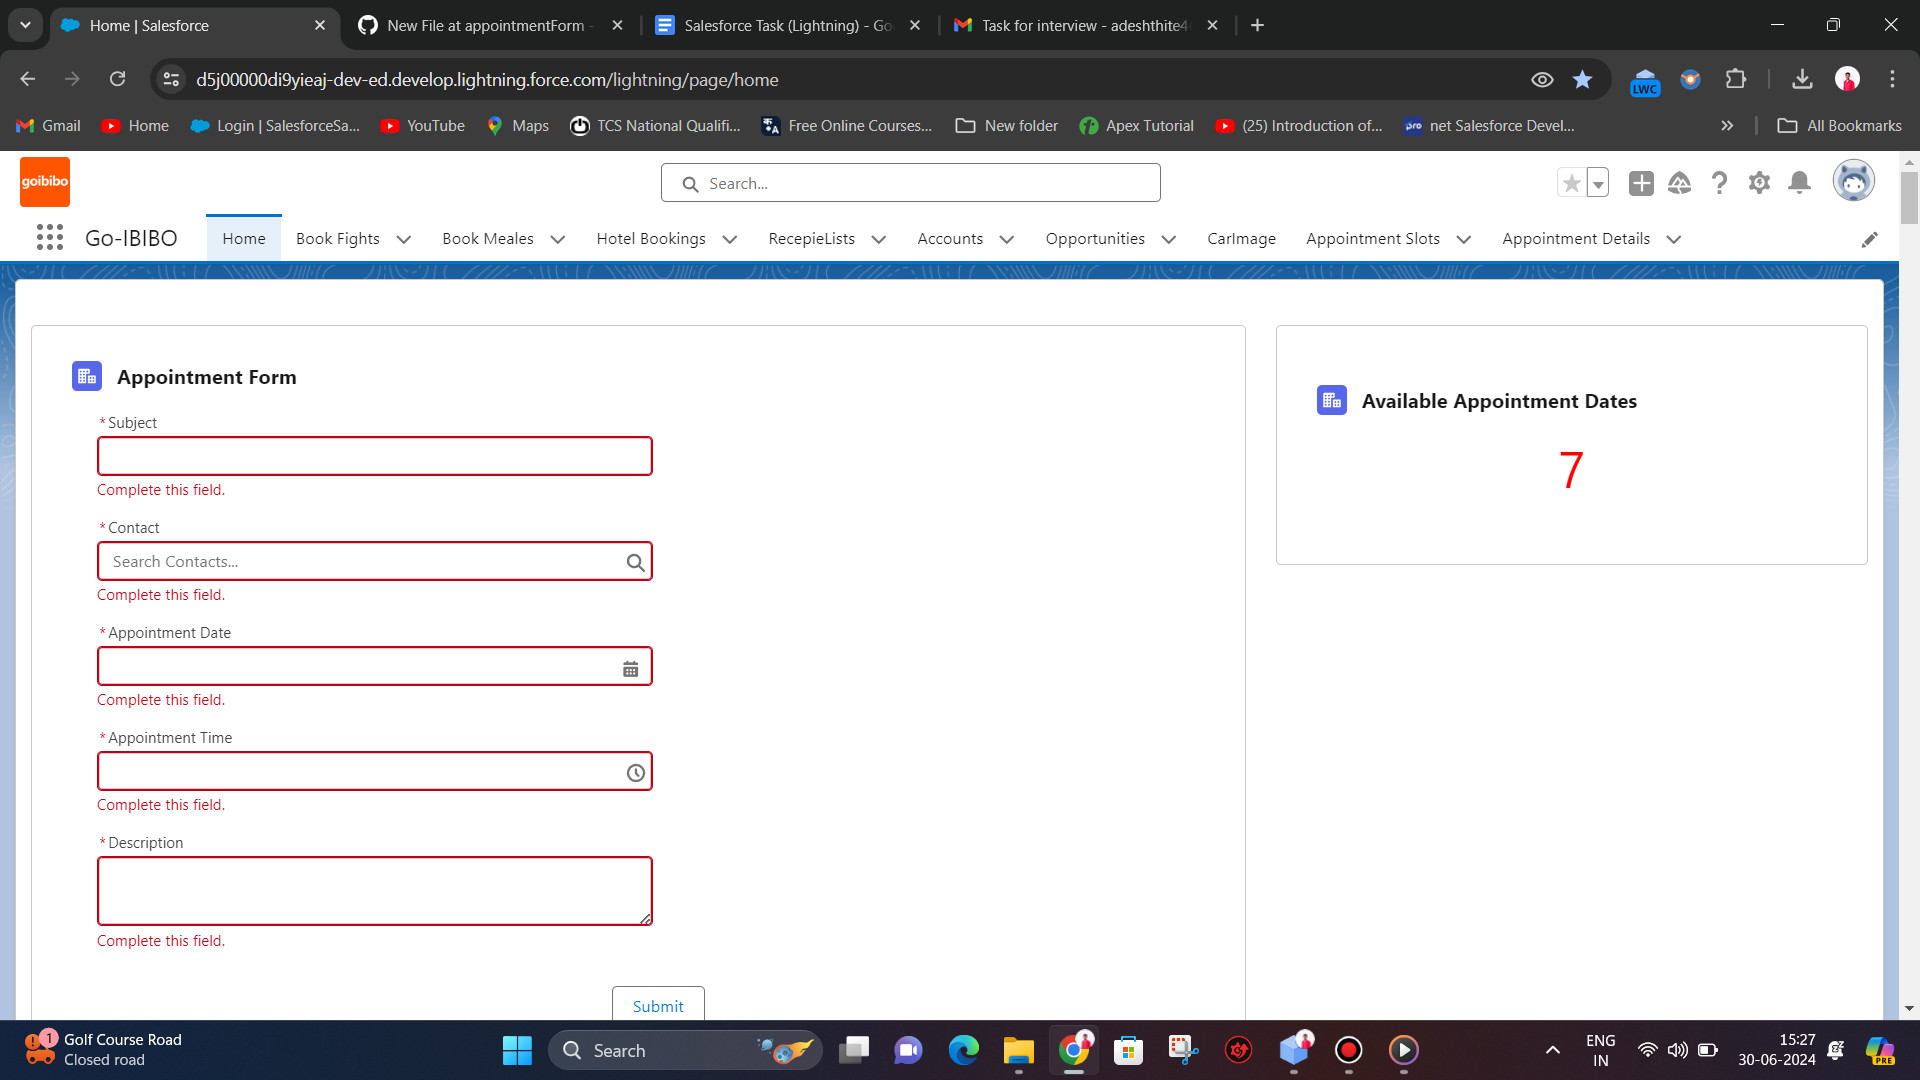 Home | Salesforce
New File at appointmentForm -
Salesforce Task (Lightning) - Go
Task for interview - adeshthite4
d5j00000di9yieaj-dev-ed.develop.lightning.force.com/lightning/page/home
LWC
Gmail
Home
Login | SalesforceSa...
YouTube
Maps
TCS National Qualifi...
Free Online Courses...
New folder
Apex Tutorial
(25) Introduction of...
pro
net Salesforce Devel...
All Bookmarks
goibibo
Search...
Go-IBIBO
Home
Book Fights
Book Meales
Hotel Bookings
RecepieLists
Accounts
Opportunities
CarImage
Appointment Slots
Appointment Details
Appointment Form
*Subject
Complete this field.
*Contact
Search Contacts...
Complete this field.
*Appointment Date
Complete this field.
*Appointment Time
Complete this field.
*Description
Complete this field.
Submit
Available Appointment Dates
7
1
Golf Course Road
Closed road
Search
ENG
IN
15:27
30-06-2024
PRE